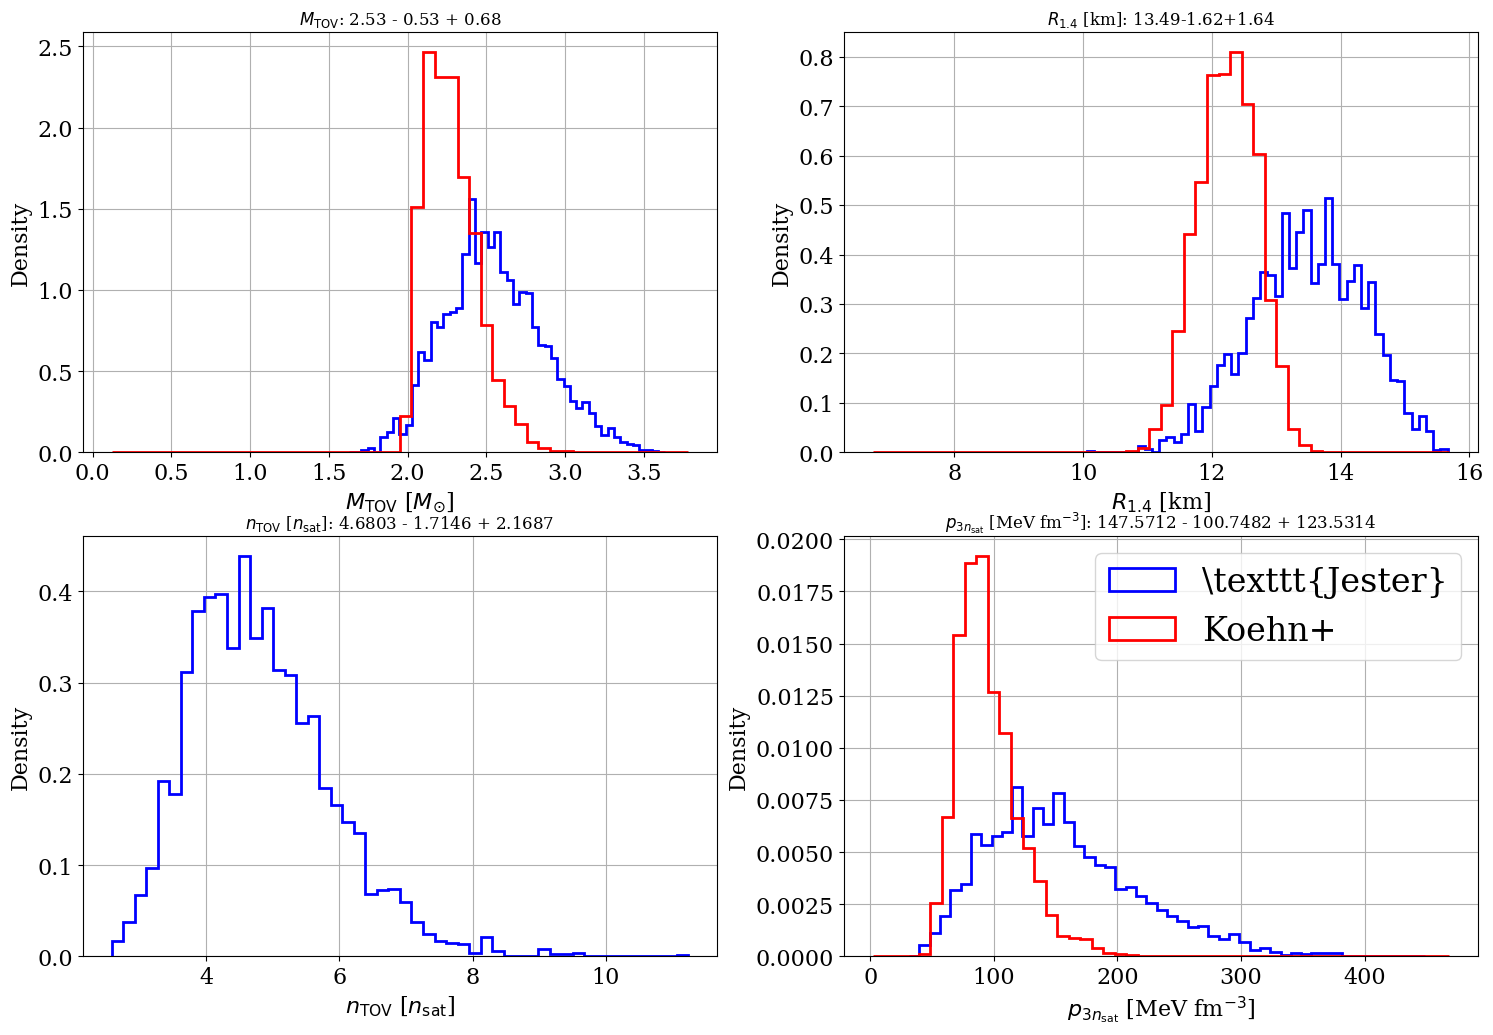 M_TOV: 2.53 - 0.53 + 0.68
2.5
2.0
1.5
1.0
0.5
0.0
Density
0.0 0.5 1.0 1.5 2.0 2.5 3.0 3.5
M_TOV [M_⊙]
R_1.4 [km]: 13.49-1.62+1.64
0.8
0.7
0.6
0.5
0.4
0.3
0.2
0.1
0.0
Density
8 10 12 14 16
R_1.4 [km]
n_TOV [n_sat]: 4.6803 - 1.7146 + 2.1687
0.4
0.3
0.2
0.1
0.0
Density
4 6 8 10
n_TOV [n_sat]
p_3n_sat [MeV fm^−3]: 147.5712 - 100.7482 + 123.5314
0.0200
0.0175
0.0150
0.0125
0.0100
0.0075
0.0050
0.0025
0.0000
Density
\texttt{Jester}
Koehn+
0 100 200 300 400
p_3n_sat [MeV fm^−3]